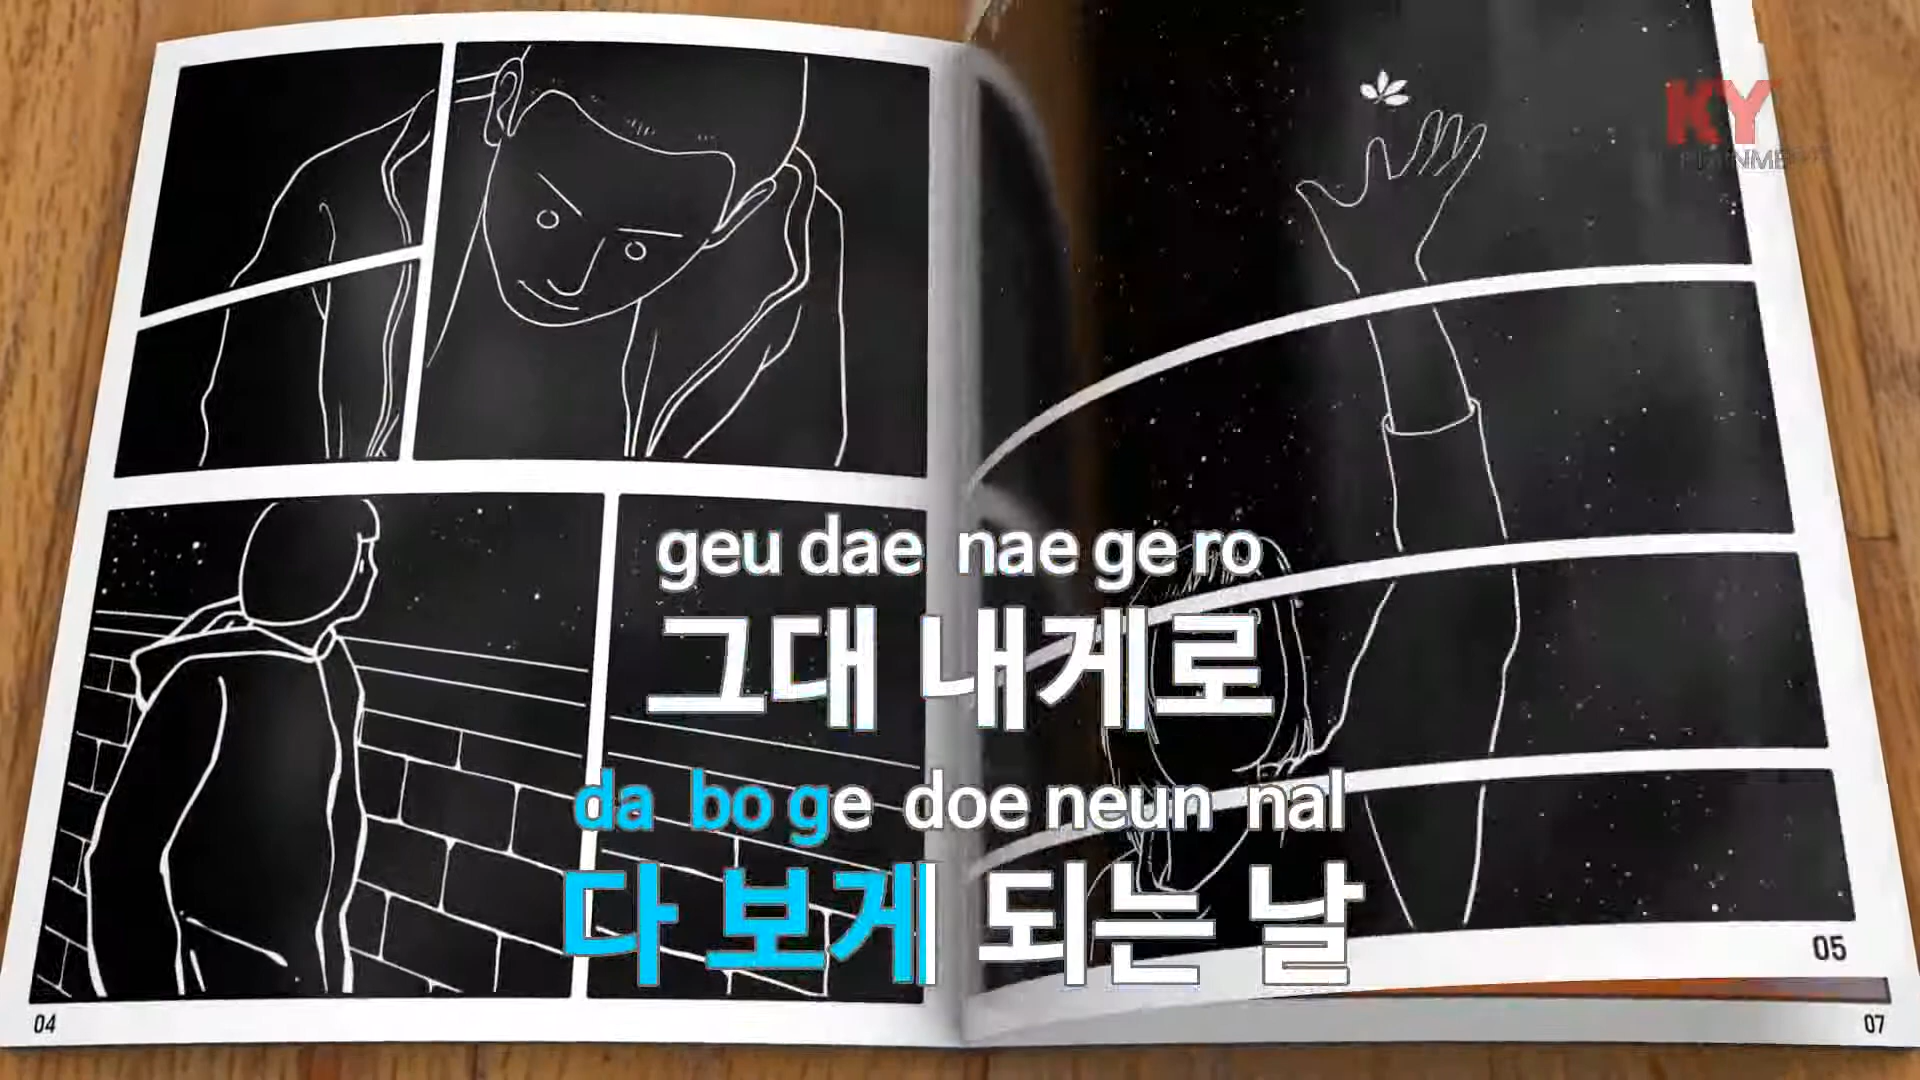 KY
geu dae nae ge ro
그대 내게로
da bo ge doe neun nal
다 보게 되는 날
05
04
07